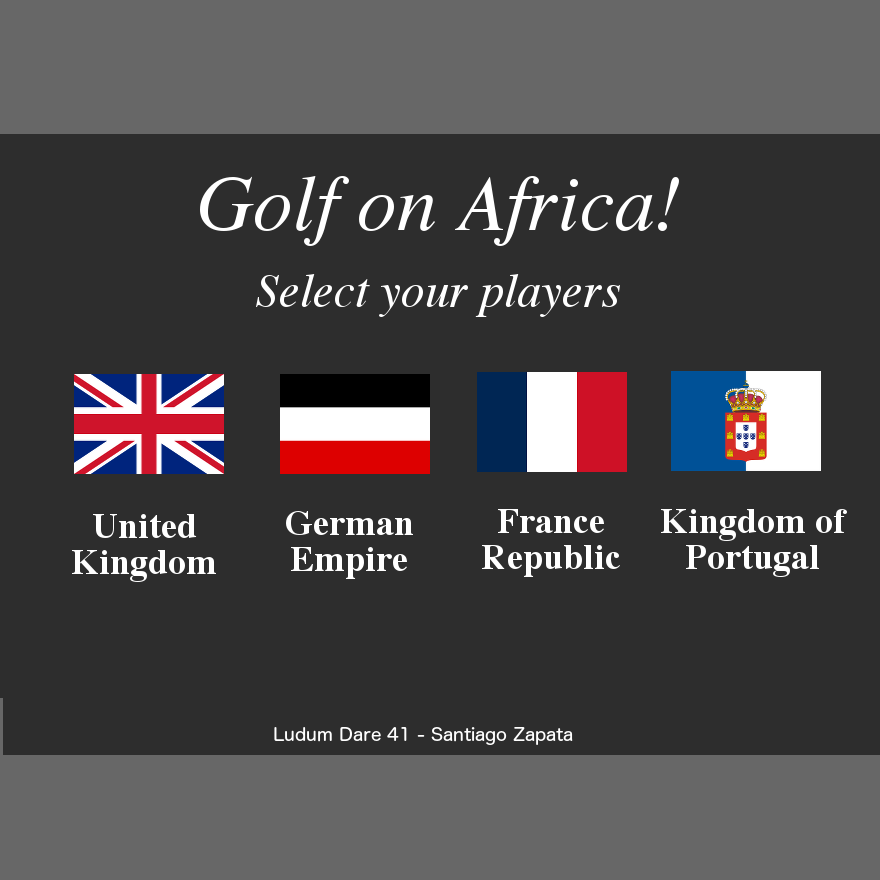 Golf on Africa!
Select your players
United
Kingdom
German
Empire
France
Republic
Kingdom of
Portugal
Ludum Dare 41 - Santiago Zapata